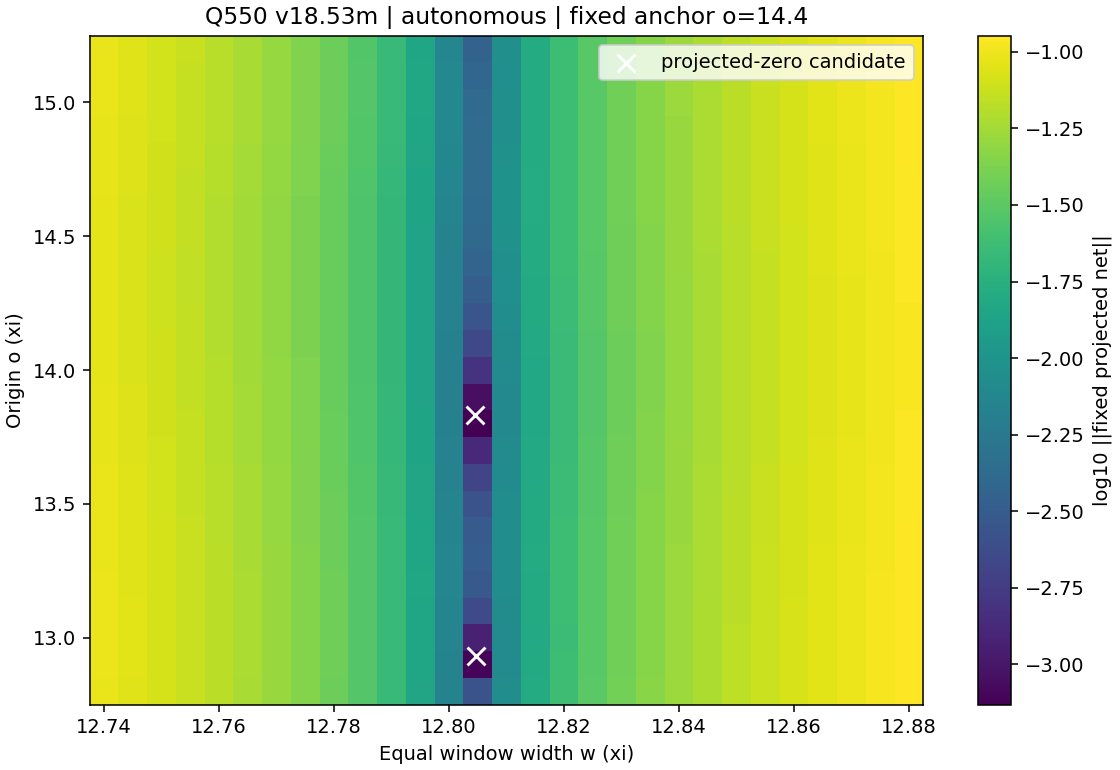 Q550 v18.53m | autonomous | fixed anchor o=14.4
projected-zero candidate
15.0
14.5
14.0
13.5
13.0
Origin o (xi)
12.74 12.76 12.78 12.80 12.82 12.84 12.86 12.88
Equal window width w (xi)
−1.00
−1.25
−1.50
−1.75
−2.00
−2.25
−2.50
−2.75
−3.00
log10 ||fixed projected net||